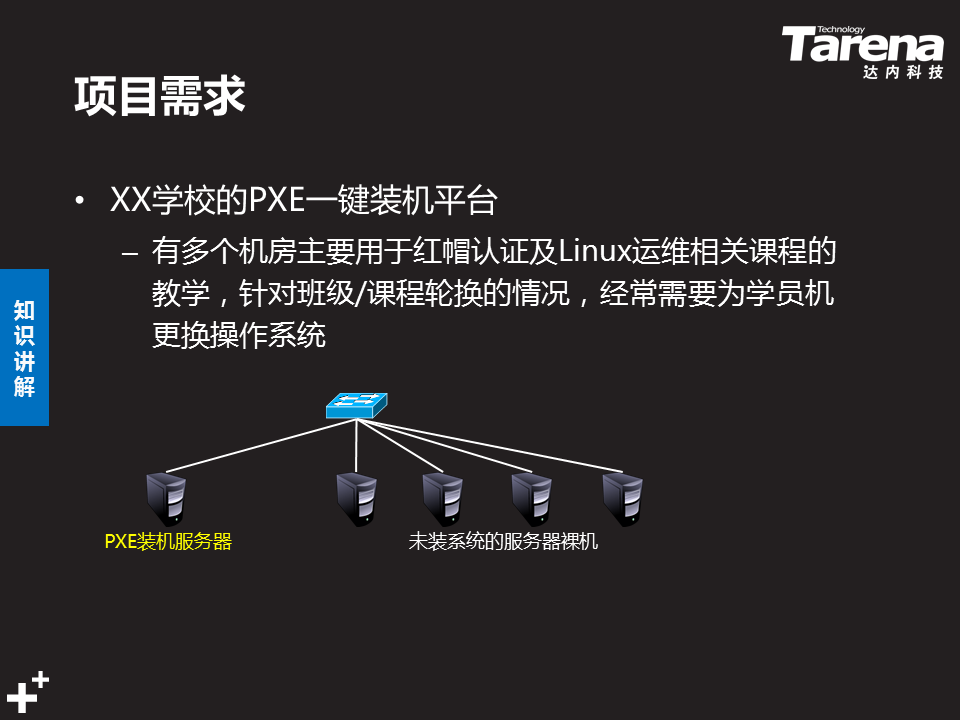 Technology
Tarena
达内科技
项目需求
• XX学校的PXE一键装机平台
– 有多个机房主要用于红帽认证及Linux运维相关课程的
教学，针对班级/课程轮换的情况，经常需要为学员机
更换操作系统
知
识
讲
解
PXE装机服务器
未装系统的服务器裸机